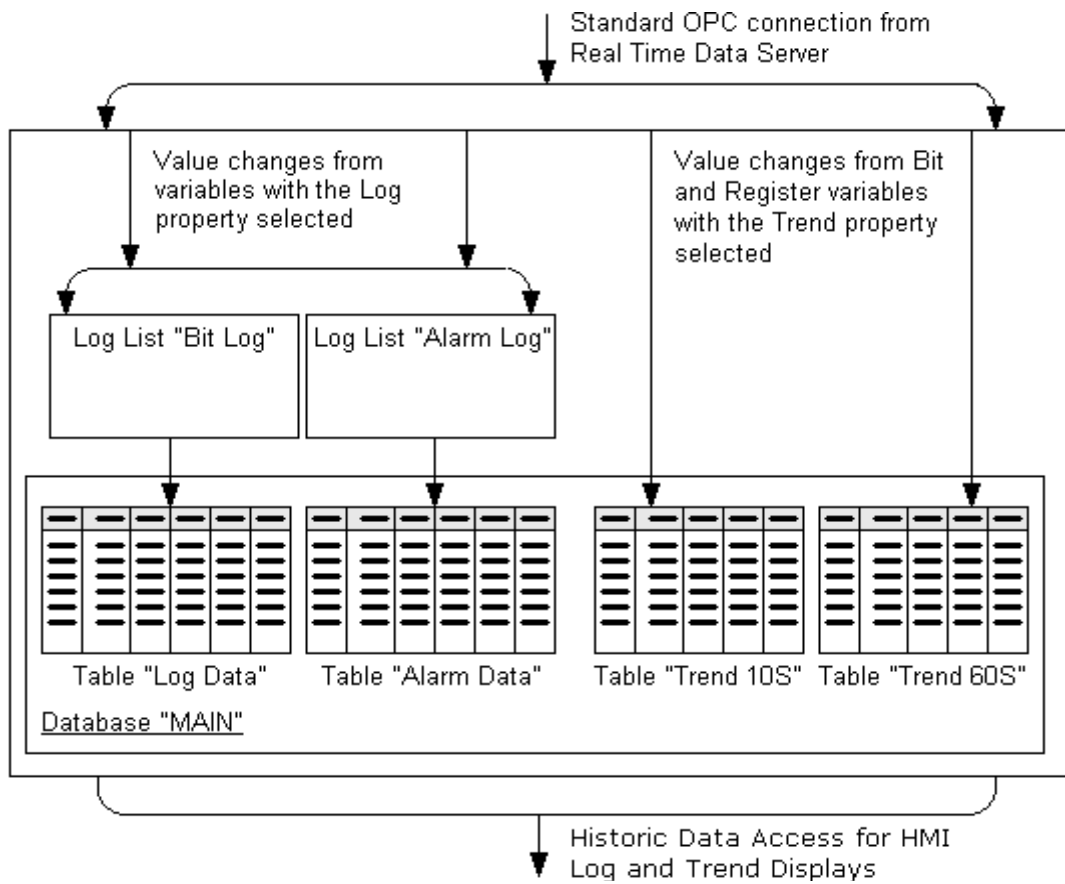 Standard OPC connection from
Real Time Data Server
Value changes from
variables with the Log
property selected
Value changes from Bit
and Register variables
with the Trend property
selected
Log List "Bit Log"
Log List "Alarm Log"
Table "Log Data"
Table "Alarm Data"
Table "Trend 10S"
Table "Trend 60S"
Database "MAIN"
Historic Data Access for HMI
Log and Trend Displays